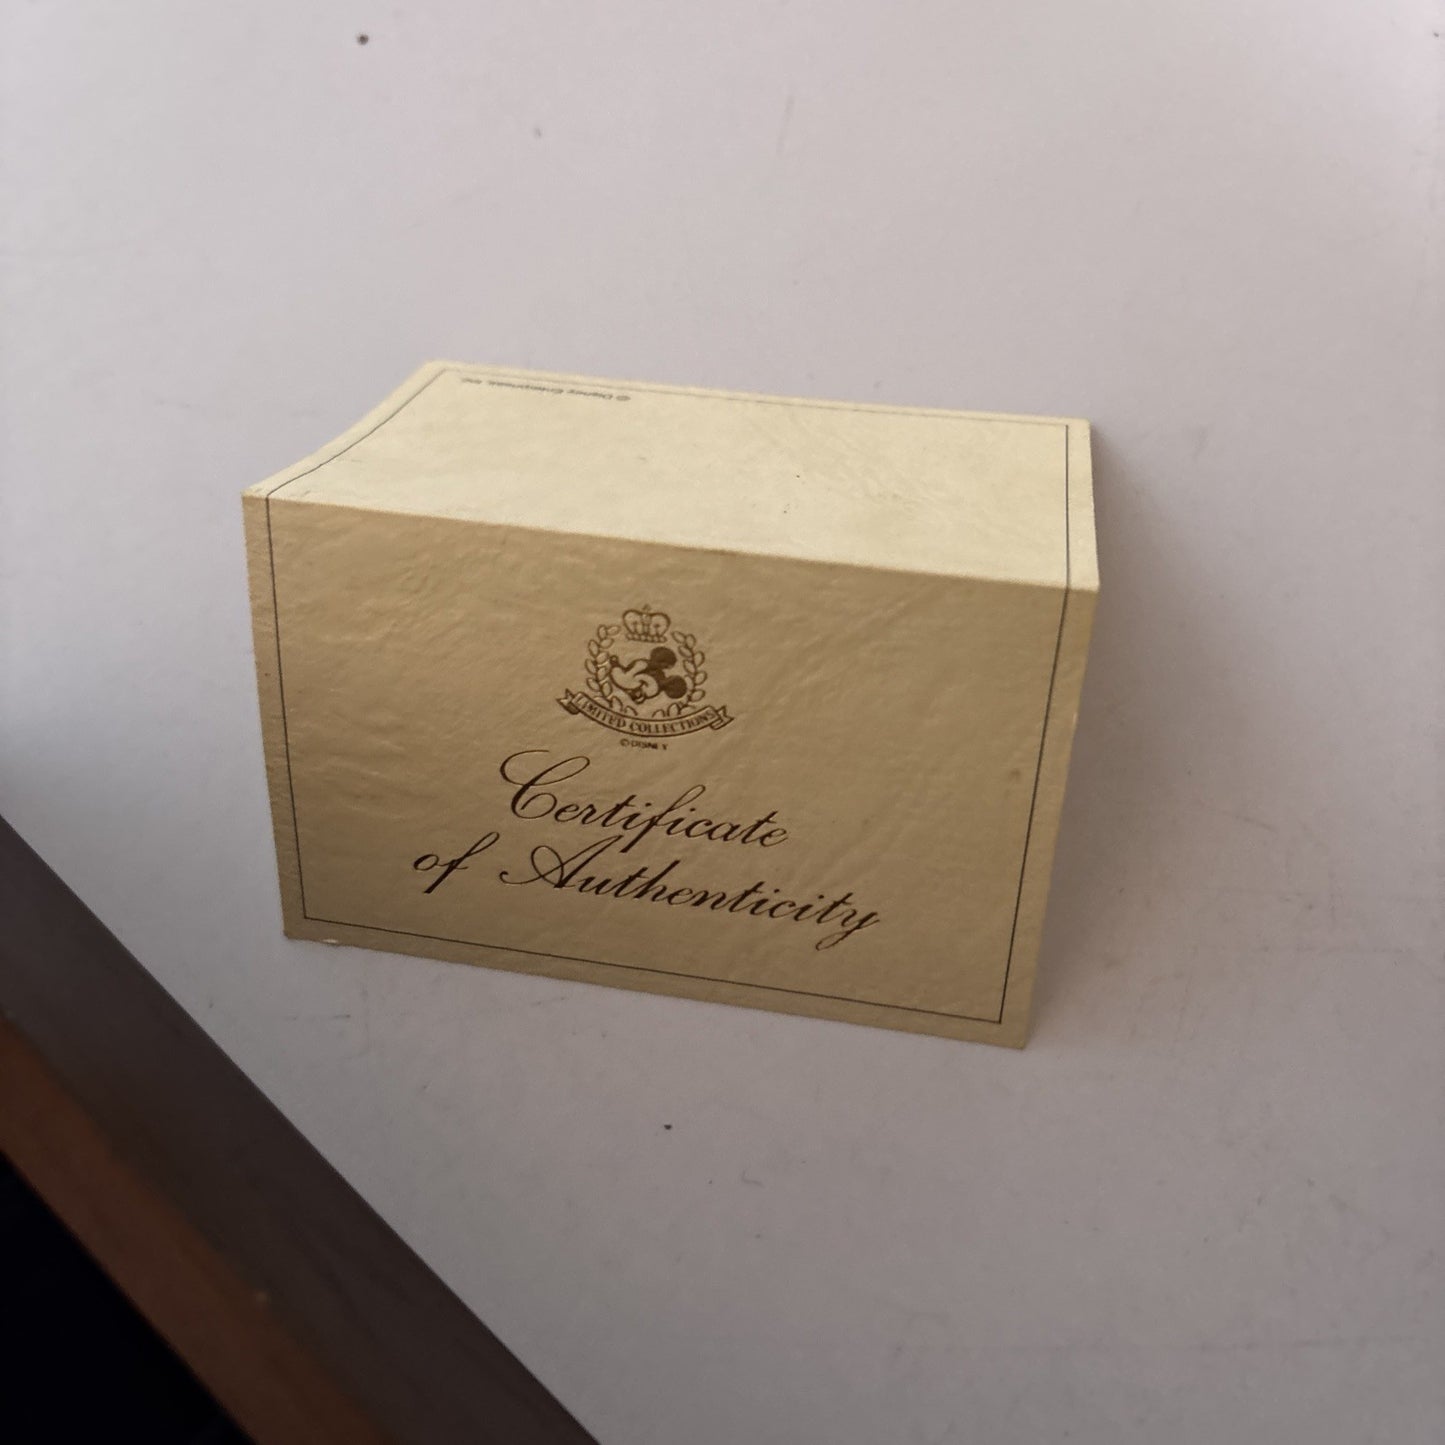 © Disney Enterprises, Inc.
LIMITED COLLECTIONS
© DISNEY
Certificate
of Authenticity